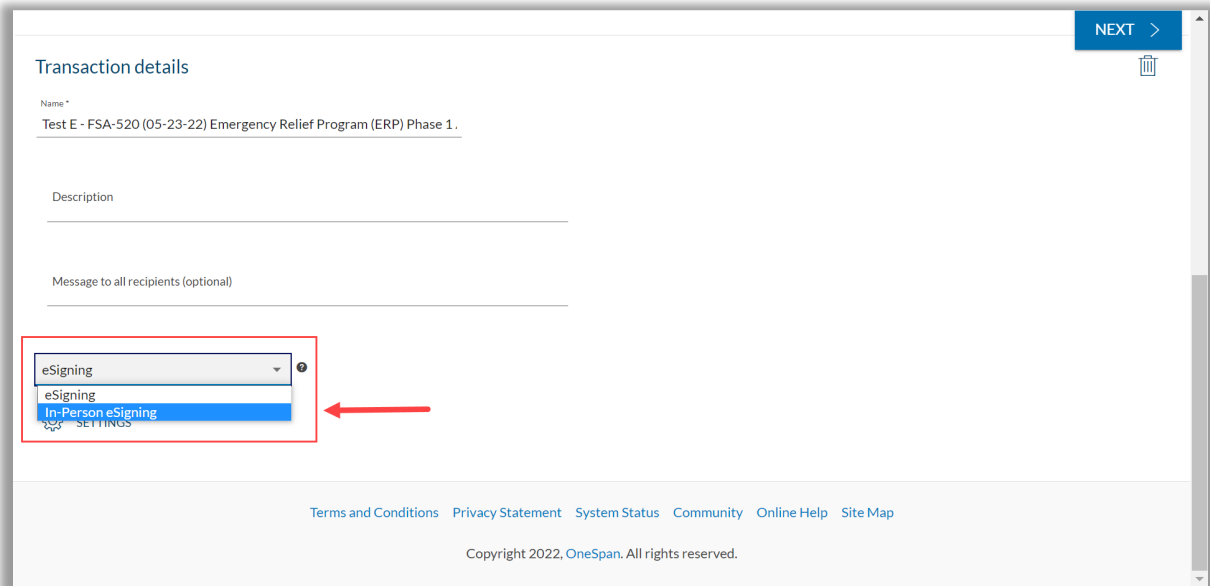 NEXT >
Transaction details
Name *
Test E - FSA-520 (05-23-22) Emergency Relief Program (ERP) Phase 1
Description
Message to all recipients (optional)
eSigning
eSigning
In-Person eSigning
SETTINGS
Terms and Conditions Privacy Statement System Status Community Online Help Site Map
Copyright 2022, OneSpan. All rights reserved.